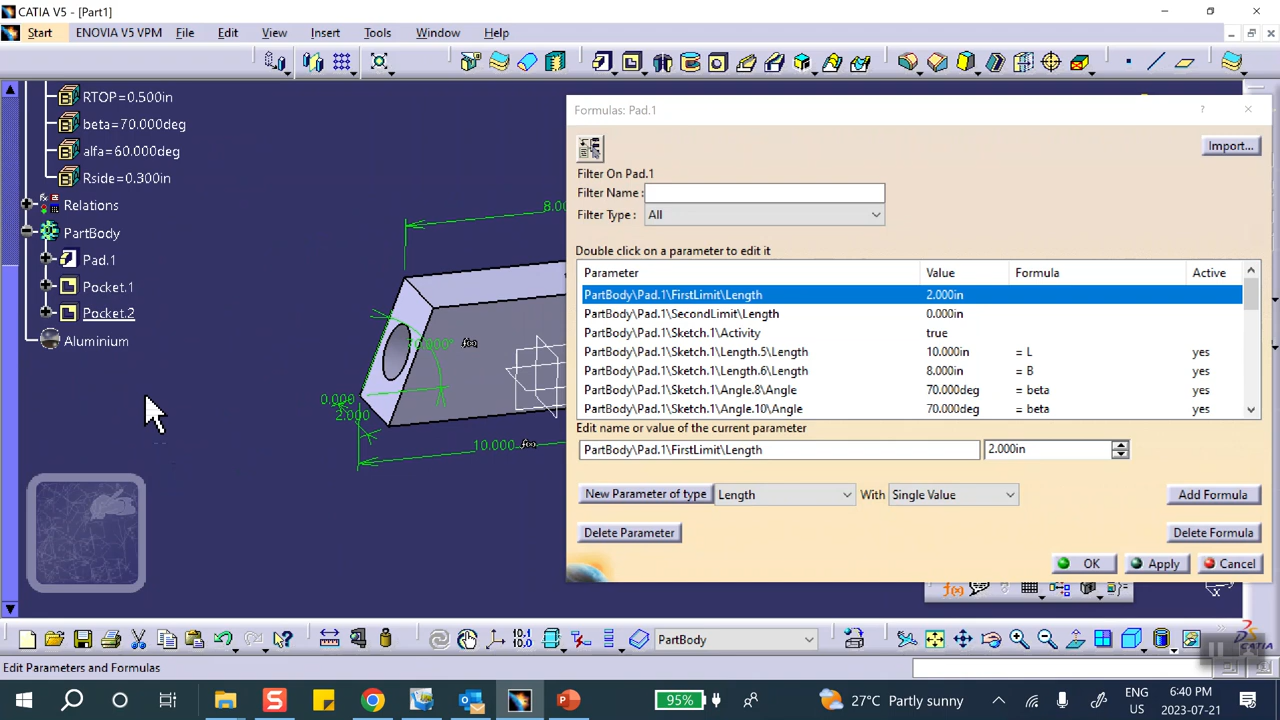 CATIA V5 - [Part1]
Start ENOVIA V5 VPM File Edit View Insert Tools Window Help
RTOP=0.500in
beta=70.000deg
alfa=60.000deg
Rside=0.300in
Relations
PartBody
Pad.1
Pocket.1
Pocket.2
Aluminium
8.0
0.000
2.000
10.000 f(x)
Formulas: Pad.1
Import...
Filter On Pad.1
Filter Name :
Filter Type : All
Double click on a parameter to edit it
Parameter Value Formula Active
PartBody\Pad.1\FirstLimit\Length 2.000in
PartBody\Pad.1\SecondLimit\Length 0.000in
PartBody\Pad.1\Sketch.1\Activity true
PartBody\Pad.1\Sketch.1\Length.5\Length 10.000in = L yes
PartBody\Pad.1\Sketch.1\Length.6\Length 8.000in = B yes
PartBody\Pad.1\Sketch.1\Angle.8\Angle 70.000deg = beta yes
PartBody\Pad.1\Sketch.1\Angle.10\Angle 70.000deg = beta yes
Edit name or value of the current parameter
PartBody\Pad.1\FirstLimit\Length 2.000in
New Parameter of type Length With Single Value Add Formula
Delete Parameter Delete Formula
OK Apply Cancel
f(x)
10.1
PartBody
CATIA
Edit Parameters and Formulas
95% 27°C Partly sunny ENG US 6:40 PM 2023-07-21